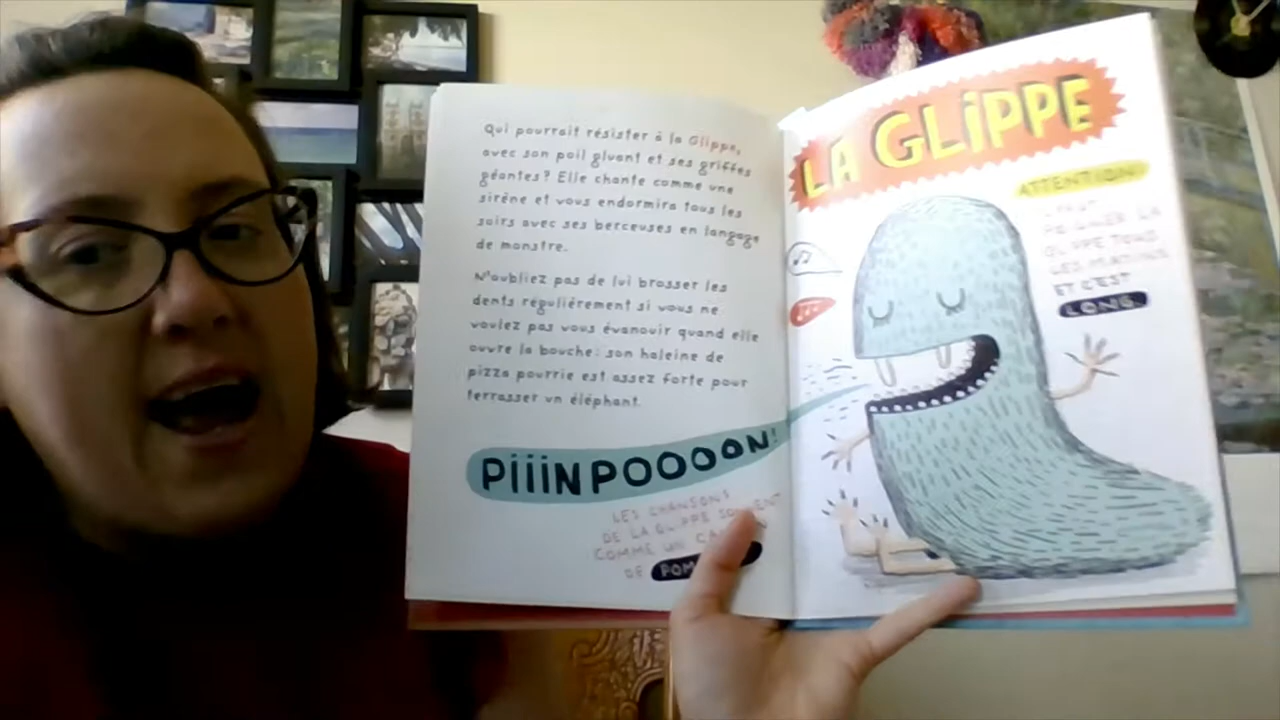 Qui pourrait résister à la Glippe,
avec son poil gluant et ses griffes
géantes? Elle chante comme une
sirène et vous endormira tous les
soirs avec ses berceuses en langage
de monstre.
N'oubliez pas de lui brosser les
dents régulièrement si vous ne
voulez pas vous évanouir quand elle
ouvre la bouche: son haleine de
pizza pourrie est assez forte pour
terrasser un éléphant.
PiiiNPOOOON!
LES CHANSONS
DE LA GLIPPE
COMME UN
DE
LA GLiPPE
ATTENTION!
LA
GLIPPE TOUS
LES MATINS
ET C'EST
LONG.